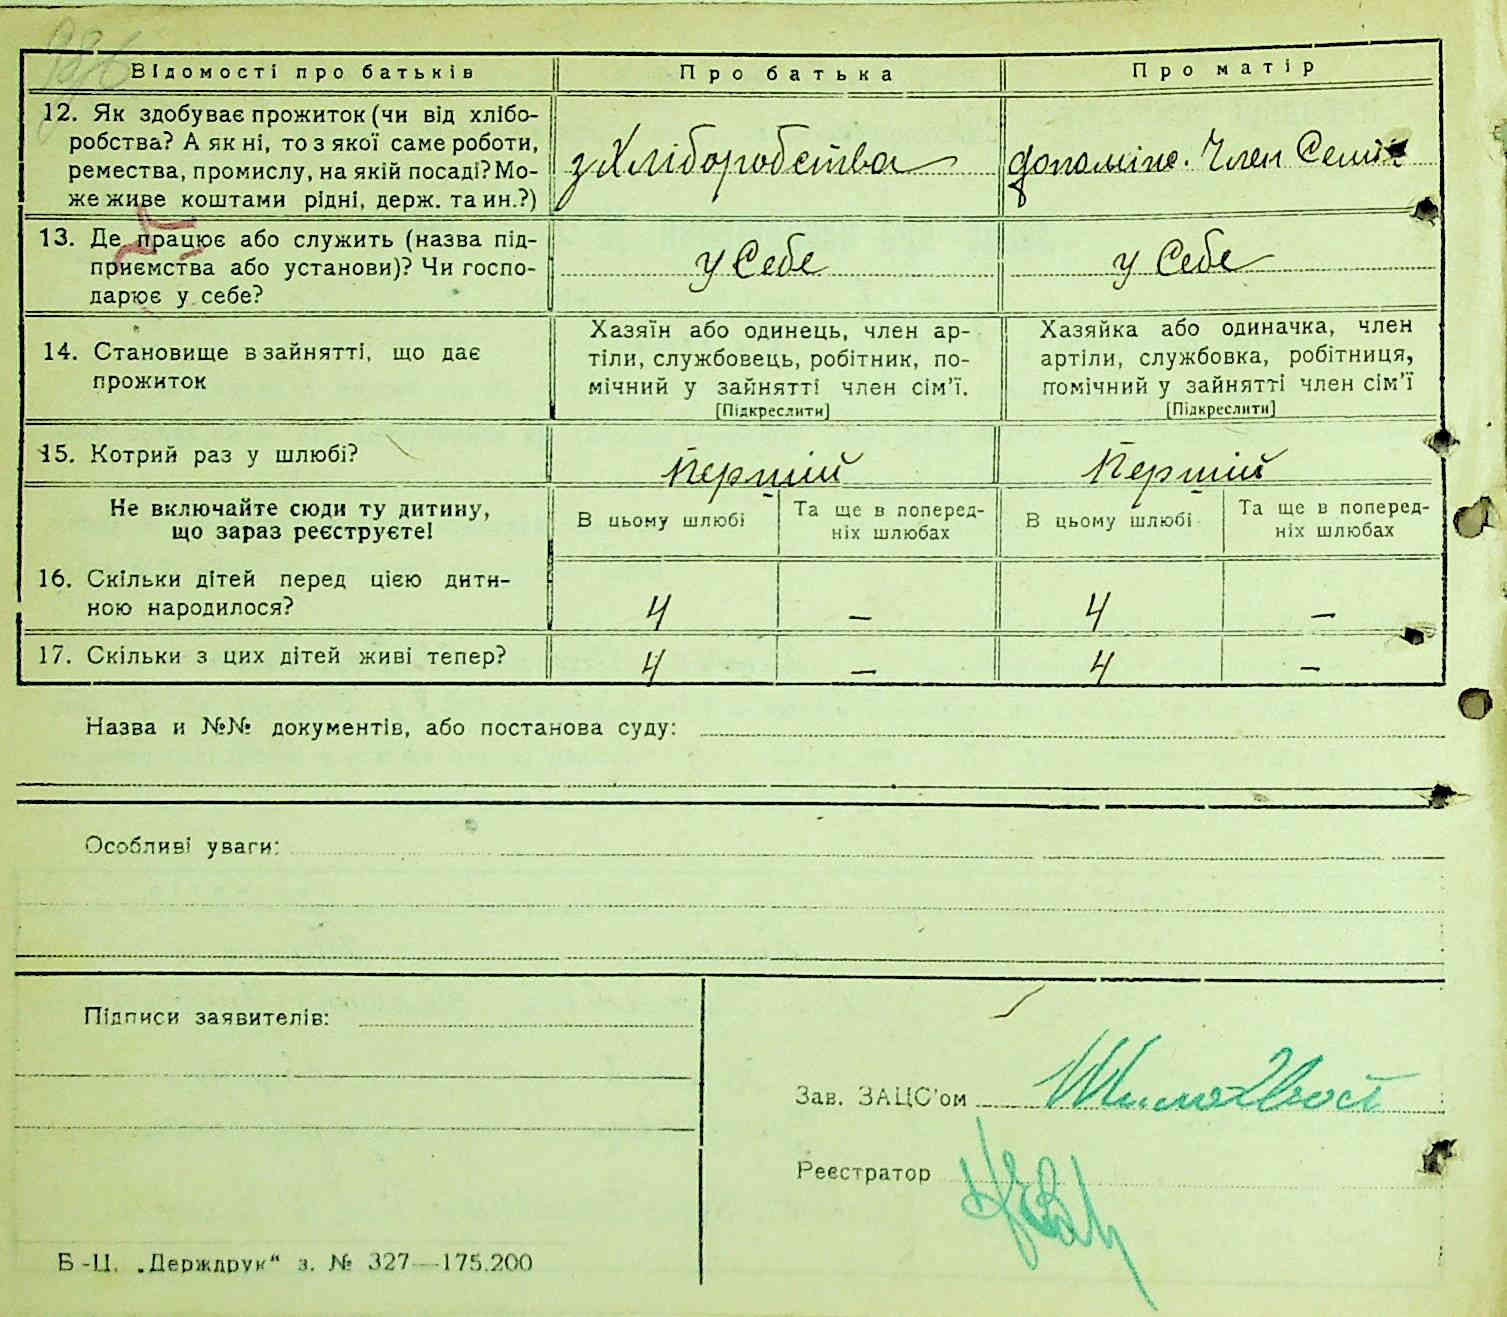 Відомості про батьків
Про батька
Про матір
12. Як здобуває прожиток (чи від хлібо-
робства? А як ні, то з якої саме роботи,
ремества, промислу, на якій посаді? Мо-
же живе коштами рідні, держ. та ин.?)
з Хліборобства
допоміж. Член Семії
13. Де працює або служить (назва під-
приємства або установи)? Чи госпо-
дарює у себе?
у Себе
у Себе
14. Становище в зайнятті, що дає
прожиток
Хазяїн або одинець, член ар-
тіли, службовець, робітник, по-
мічний у зайнятті член сім'ї.
[Підкреслити]
Хазяйка або одиначка, член
артіли, службовка, робітниця,
помічний у зайнятті член сім'ї
[Підкреслити]
15. Котрий раз у шлюбі?
Перший
Перший
Не включайте сюди ту дитину,
що зараз реєструєте!
В цьому шлюбі
Та ще в поперед-
ніх шлюбах
В цьому шлюбі
Та ще в поперед-
ніх шлюбах
16. Скільки дітей перед цією дити-
ною народилося?
4
–
4
–
17. Скільки з цих дітей живі тепер?
4
–
4
–
Назва и №№ документів, або постанова суду:
Особливі уваги:
Підписи заявителів:
Зав. ЗАЦС'ом
Реєстратор
Б-Ц. „Держдрук“ з. № 327—175.200